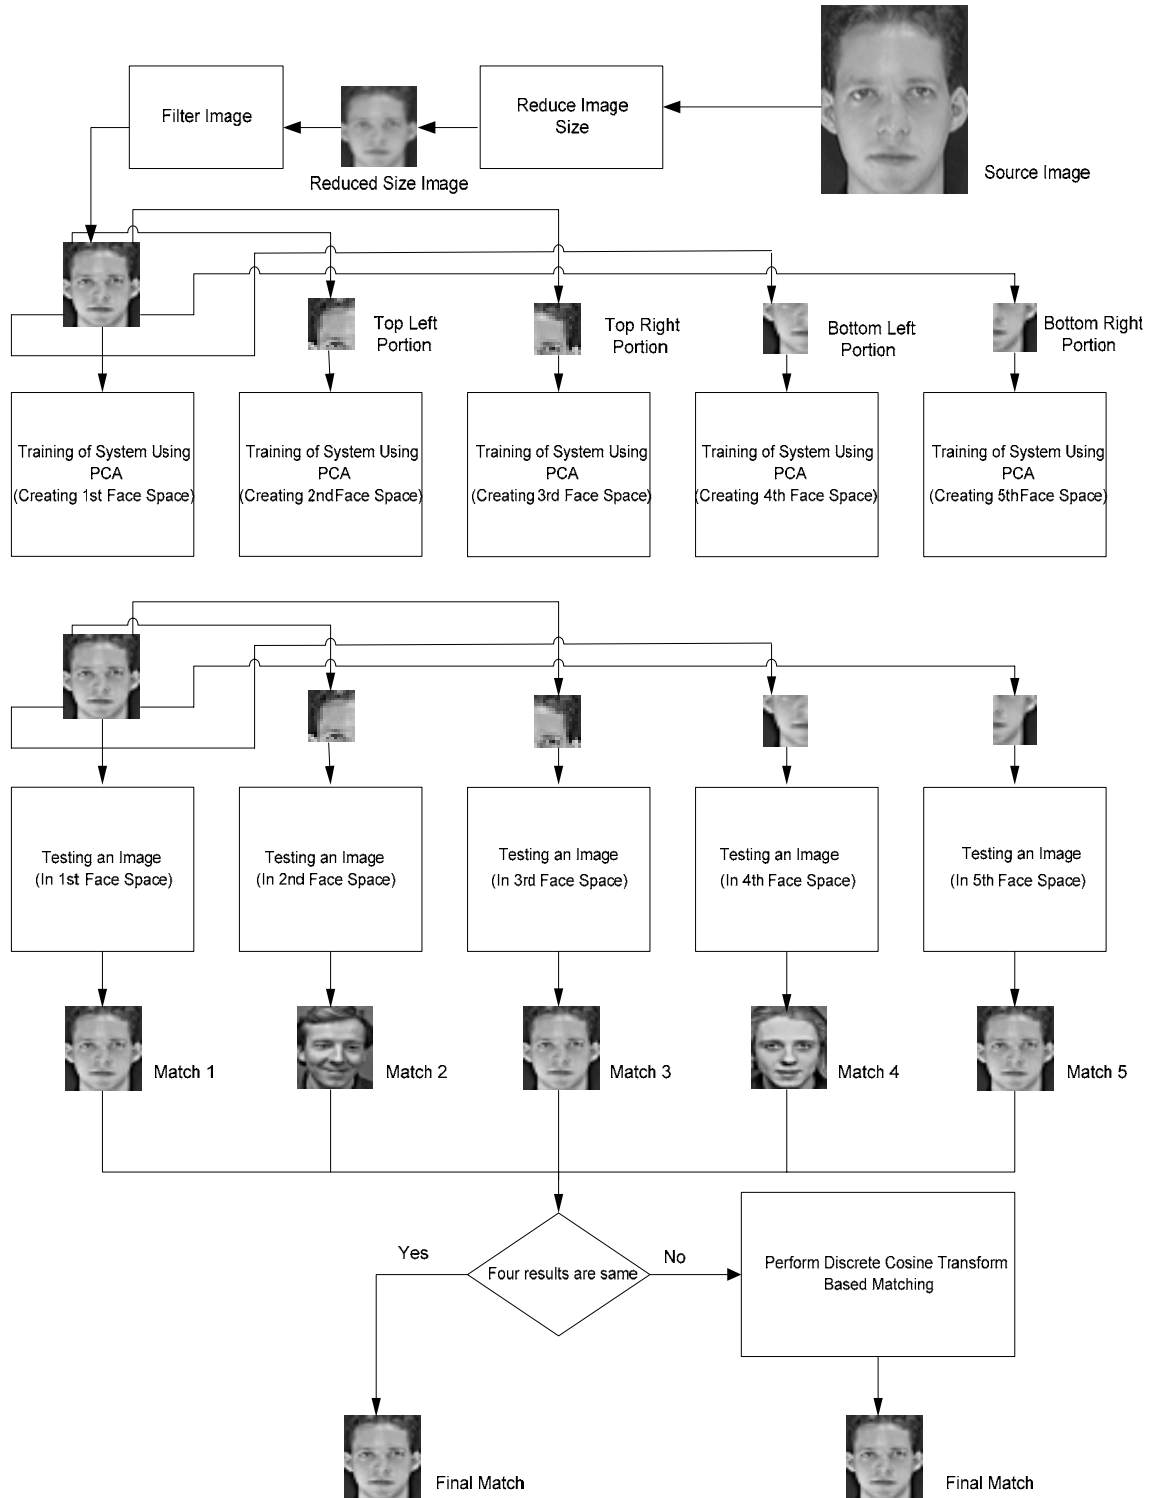 Filter Image
Reduce Image
Size
Reduced Size Image
Source Image
Top Left
Portion
Top Right
Portion
Bottom Left
Portion
Bottom Right
Portion
Training of System Using
PCA
(Creating 1st Face Space)
Training of System Using
PCA
(Creating 2nd Face Space)
Training of System Using
PCA
(Creating 3rd Face Space)
Training of System Using
PCA
(Creating 4th Face Space)
Training of System Using
PCA
(Creating 5th Face Space)
Testing an Image
(In 1st Face Space)
Testing an Image
(In 2nd Face Space)
Testing an Image
(In 3rd Face Space)
Testing an Image
(In 4th Face Space)
Testing an Image
(In 5th Face Space)
Match 1
Match 2
Match 3
Match 4
Match 5
Yes
Four results are same
No
Perform Discrete Cosine Transform
Based Matching
Final Match
Final Match